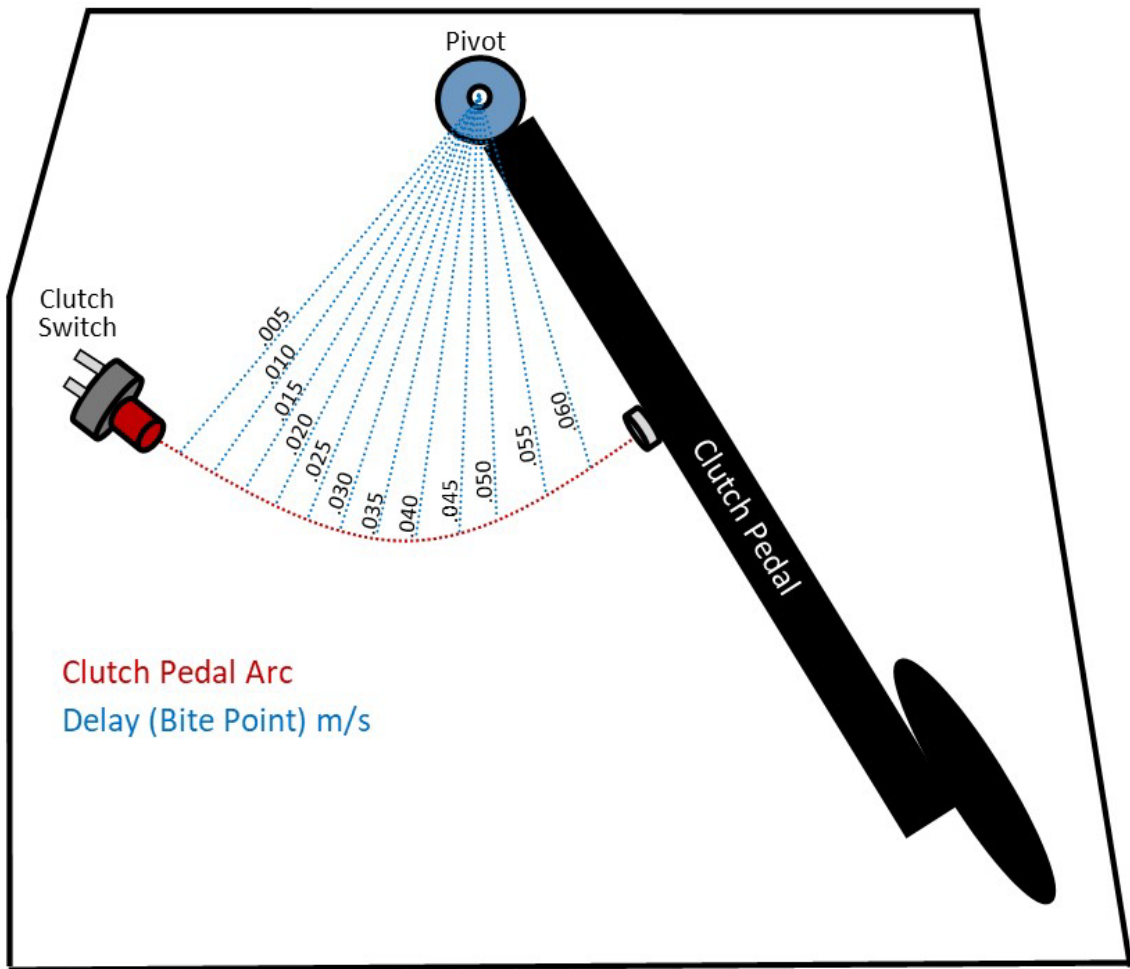 Pivot
Clutch
Switch
.005
.010
.015
.020
.025
.030
.035
.040
.045
.050
.055
.060
Clutch Pedal
Clutch Pedal Arc
Delay (Bite Point) m/s